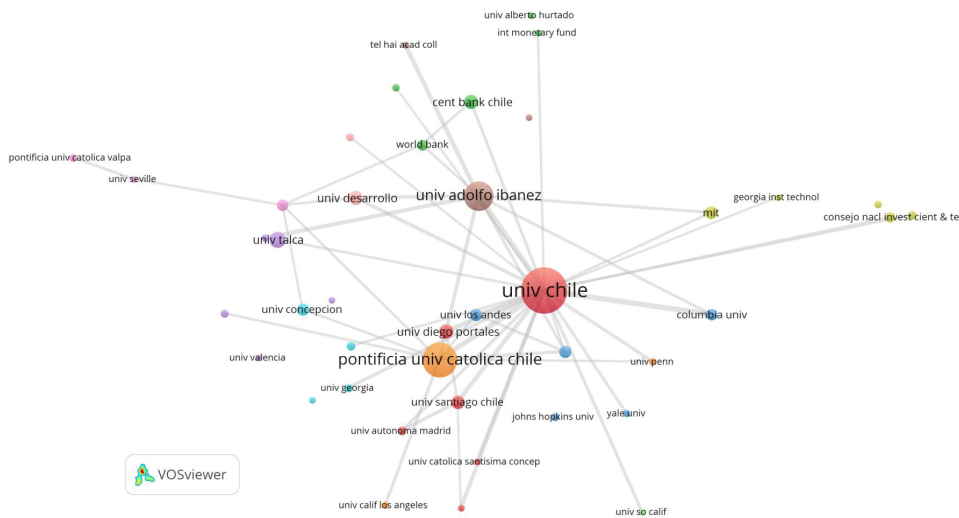 univ alberto hurtado
int monetary fund
tel hai acad coll
cent bank chile
world bank
pontificia univ catolica valpa
univ seville
univ desarrollo
univ adolfo ibanez
georgia inst technol
mit
consejo nacl invest cient & te
univ talca
univ chile
univ concepcion
univ los andes
columbia univ
univ diego portales
univ valencia
pontificia univ catolica chile
univ penn
univ georgia
univ santiago chile
johns hopkins univ
yale univ
univ autonoma madrid
univ catolica santisima concep
VOSviewer
univ calif los angeles
univ so calif